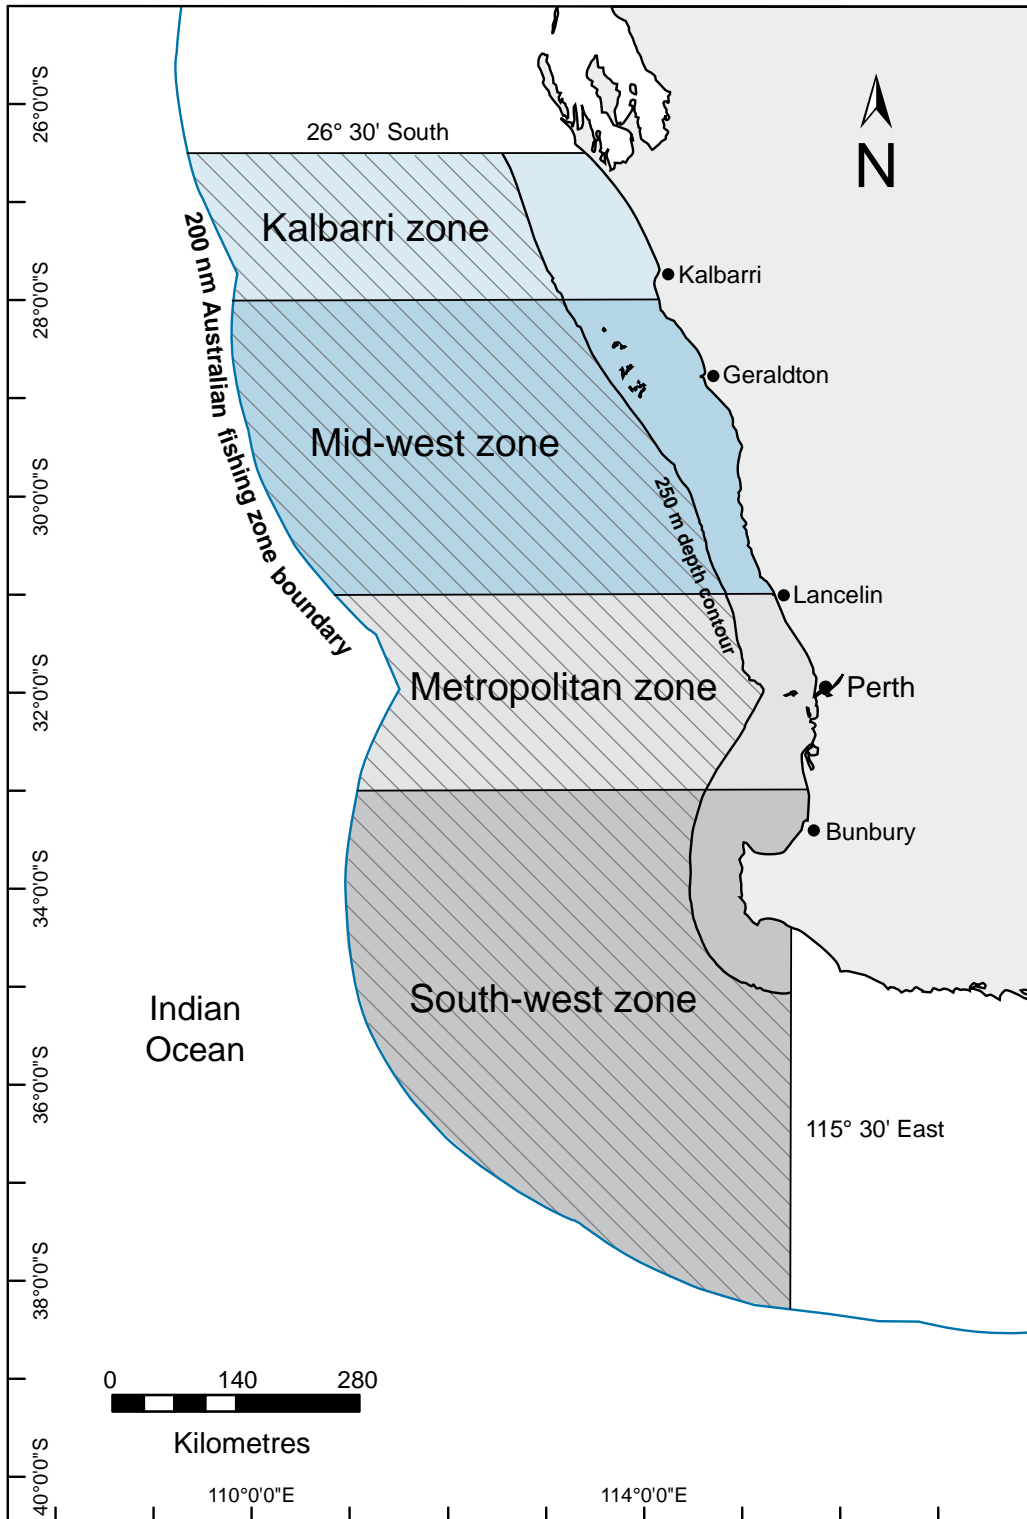 26°0'0"S
28°0'0"S
30°0'0"S
32°0'0"S
34°0'0"S
36°0'0"S
38°0'0"S
40°0'0"S
26° 30' South
N
Kalbarri zone
Kalbarri
200 nm Australian fishing zone boundary
Geraldton
Mid-west zone
250 m depth contour
Lancelin
Metropolitan zone
Perth
Bunbury
South-west zone
Indian
Ocean
115° 30' East
0 140 280
Kilometres
110°0'0"E
114°0'0"E